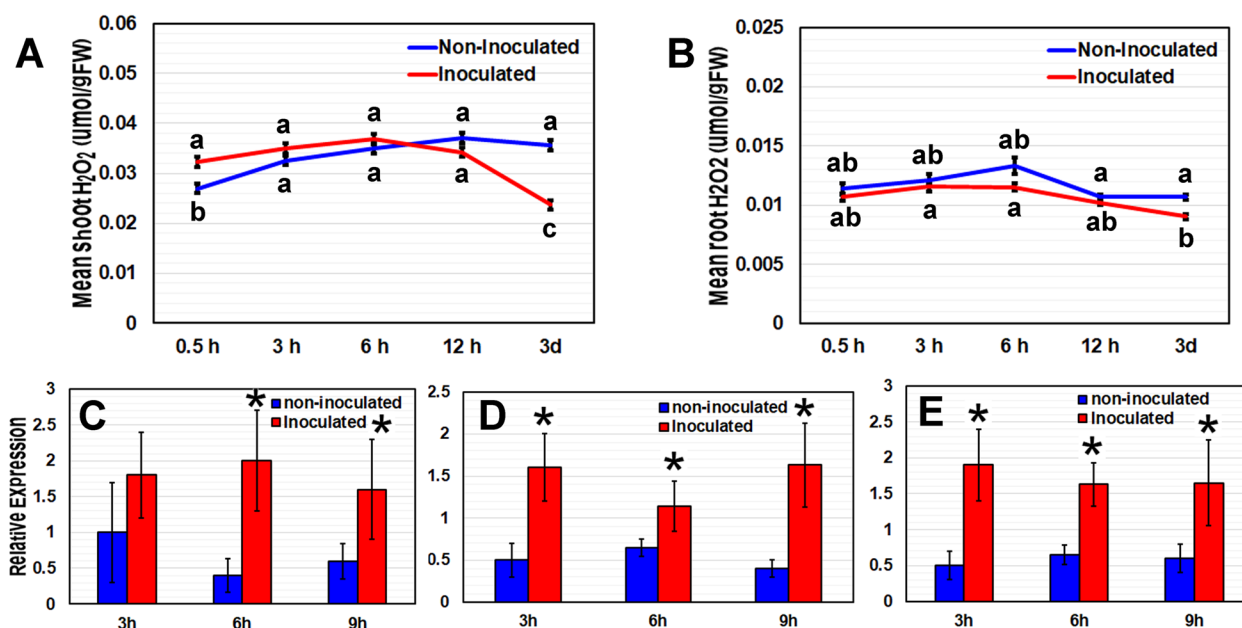 A
Mean Sh0ot H₂O₂ (umol/gFW)
0.06
0.05
0.04
0.03
0.02
0.01
0
Non-Inoculated
Inoculated
a a a a a
b a a a c
0.5 h 3 h 6 h 12 h 3d
B
Mean root H2O2 (umol/gFW)
0.025
0.02
0.015
0.01
0.005
0
Non-Inoculated
Inoculated
ab ab ab a a
ab a a ab b
0.5 h 3 h 6 h 12 h 3d
C
Relative Expression
3
2.5
2
1.5
1
0.5
0
non-inoculated
Inoculated
* *
3h 6h 9h
D
2.5
2
1.5
1
0.5
0
non-inoculated
Inoculated
* * *
3h 6h 9h
E
3
2.5
2
1.5
1
0.5
0
non-inoculated
Inoculated
* * *
3h 6h 9h